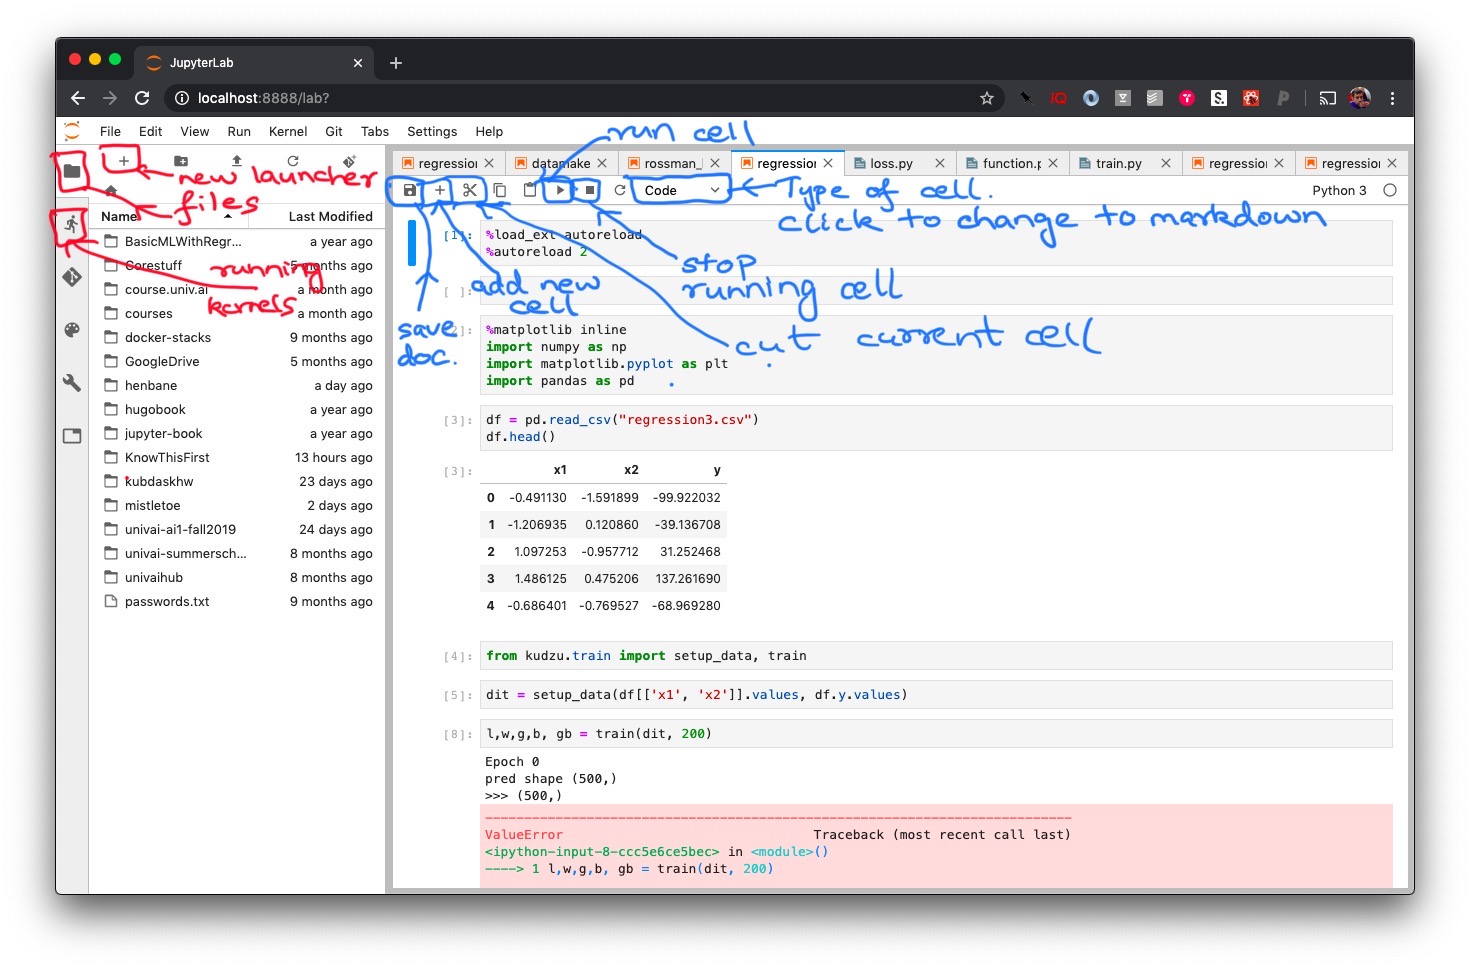 JupyterLab
localhost:8888/lab?
File Edit View Run Kernel Git Tabs Settings Help
run cell
new launcher
files
running
kernels
Name Last Modified
BasicMLWithRegr... a year ago
Corestuff 5 months ago
course.univ.ai a month ago
courses a month ago
docker-stacks 9 months ago
GoogleDrive 5 months ago
henbane a day ago
hugobook a year ago
jupyter-book a year ago
KnowThisFirst 13 hours ago
kubdaskhw 23 days ago
mistletoe 2 days ago
univai-ai1-fall2019 24 days ago
univai-summersch... 8 months ago
univaihub 8 months ago
passwords.txt 9 months ago
regression datamake rossman_ regression loss.py function.p train.py regression regression
Code Python 3
Type of cell.
click to change to markdown
stop
running cell
add new
cell
save
doc.
cut current cell
[1]: %load_ext autoreload
%autoreload 2
[ ]:
[2]: %matplotlib inline
import numpy as np
import matplotlib.pyplot as plt
import pandas as pd
[3]: df = pd.read_csv("regression3.csv")
df.head()
[3]: x1 x2 y
0 -0.491130 -1.591899 -99.922032
1 -1.206935 0.120860 -39.136708
2 1.097253 -0.957712 31.252468
3 1.486125 0.475206 137.261690
4 -0.686401 -0.769527 -68.969280
[4]: from kudzu.train import setup_data, train
[5]: dit = setup_data(df[['x1', 'x2']].values, df.y.values)
[8]: l,w,g,b, gb = train(dit, 200)
Epoch 0
pred shape (500,)
>>> (500,)
---------------------------------------------------------------------------
ValueError Traceback (most recent call last)
<ipython-input-8-ccc5e6ce5bec> in <module>()
----> 1 l,w,g,b, gb = train(dit, 200)